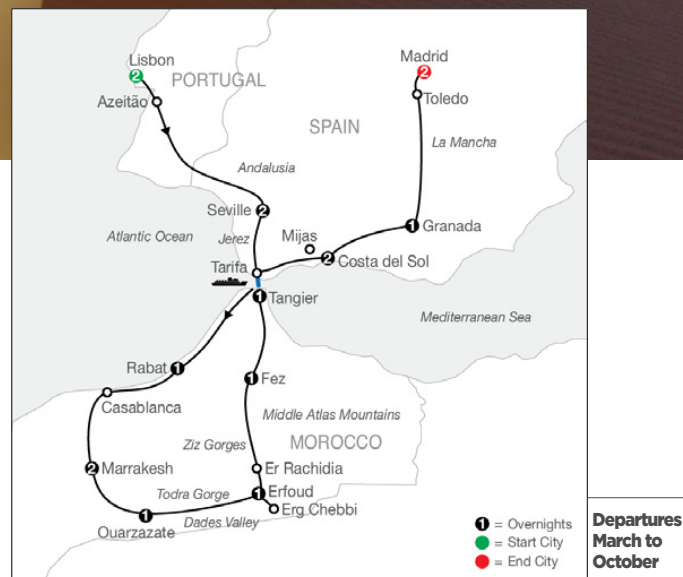 Lisbon
2
PORTUGAL
Madrid
2
Azeitão
Toledo
SPAIN
La Mancha
Andalusia
Seville 2
Granada
1
Atlantic Ocean
Jerez
Mijas
2 Costa del Sol
Tarifa
1 Tangier
Mediterranean Sea
Rabat 1
1 Fez
Casablanca
Middle Atlas Mountains
MOROCCO
Ziz Gorges
2 Marrakesh
Er Rachidia
Todra Gorge
1 Erfoud
Erg Chebbi
1
Ouarzazate
Dades Valley
1 = Overnights
= Start City
= End City
Departures
March to
October